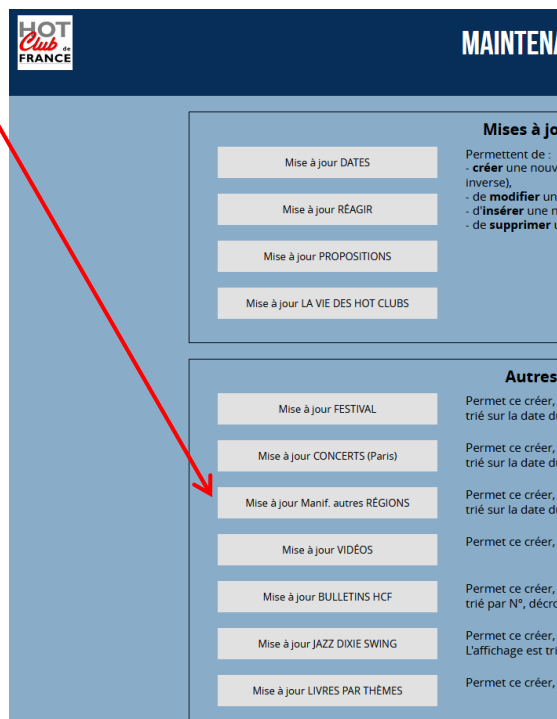 HOT
Club de
FRANCE
MAINTENA
Mises à jo
Mise à jour DATES
Mise à jour RÉAGIR
Mise à jour PROPOSITIONS
Mise à jour LA VIE DES HOT CLUBS
Permettent de :
- créer une nouv
inverse),
- de modifier un
- d'insérer une n
- de supprimer u
Autres
Mise à jour FESTIVAL
Permet ce créer,
trié sur la date du
Mise à jour CONCERTS (Paris)
Permet ce créer,
trié sur la date du
Mise à jour Manif. autres RÉGIONS
Permet ce créer,
trié sur la date du
Mise à jour VIDÉOS
Permet ce créer,
Mise à jour BULLETINS HCF
Permet ce créer,
trié par N°, décro
Mise à jour JAZZ DIXIE SWING
Permet ce créer,
L'affichage est tri
Mise à jour LIVRES PAR THÈMES
Permet ce créer,